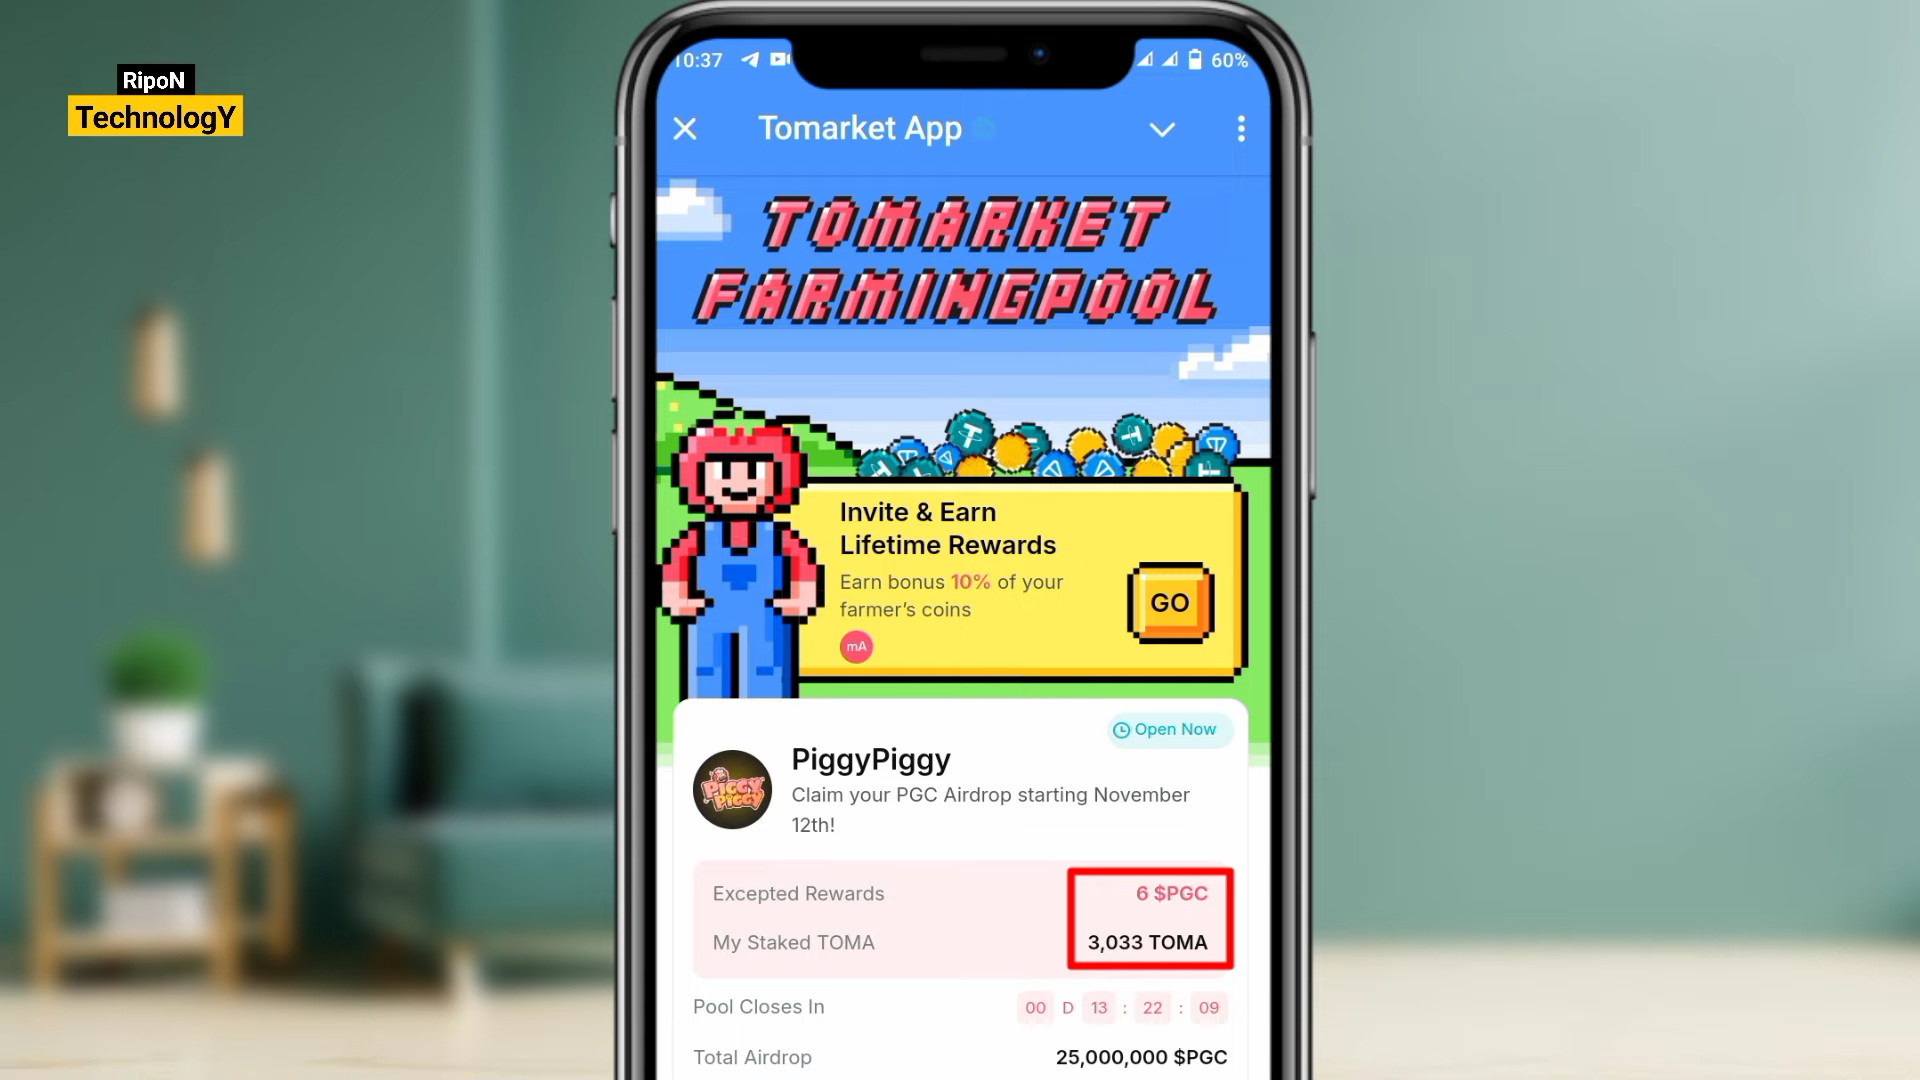 RipoN
TechnologY
10:37
60%
Tomarket App
TOMARKET
FARMINGPOOL
Invite & Earn
Lifetime Rewards
Earn bonus 10% of your
farmer's coins
GO
mA
Open Now
PIGGY
PIGGY
PiggyPiggy
Claim your PGC Airdrop starting November
12th!
Excepted Rewards
6 $PGC
My Staked TOMA
3,033 TOMA
Pool Closes In
00 D 13 : 22 : 09
Total Airdrop
25,000,000 $PGC